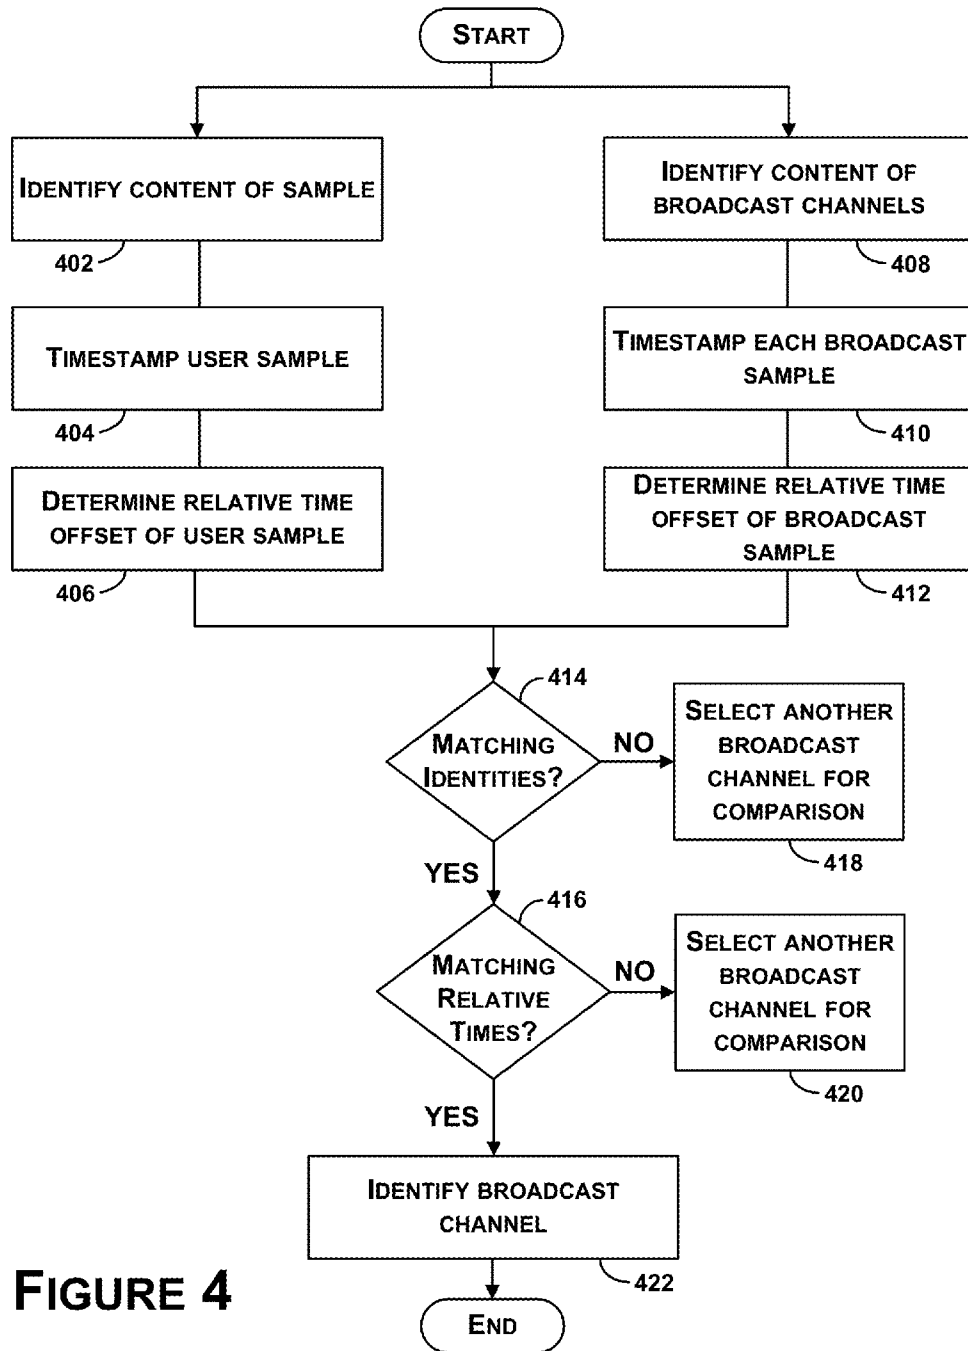 START
IDENTIFY CONTENT OF SAMPLE
402
TIMESTAMP USER SAMPLE
404
DETERMINE RELATIVE TIME
OFFSET OF USER SAMPLE
406
IDENTIFY CONTENT OF
BROADCAST CHANNELS
408
TIMESTAMP EACH BROADCAST
SAMPLE
410
DETERMINE RELATIVE TIME
OFFSET OF BROADCAST
SAMPLE
412
414
MATCHING
IDENTITIES?
NO
SELECT ANOTHER
BROADCAST
CHANNEL FOR
COMPARISON
418
YES
416
MATCHING
RELATIVE
TIMES?
NO
SELECT ANOTHER
BROADCAST
CHANNEL FOR
COMPARISON
420
YES
IDENTIFY BROADCAST
CHANNEL
422
END
FIGURE 4